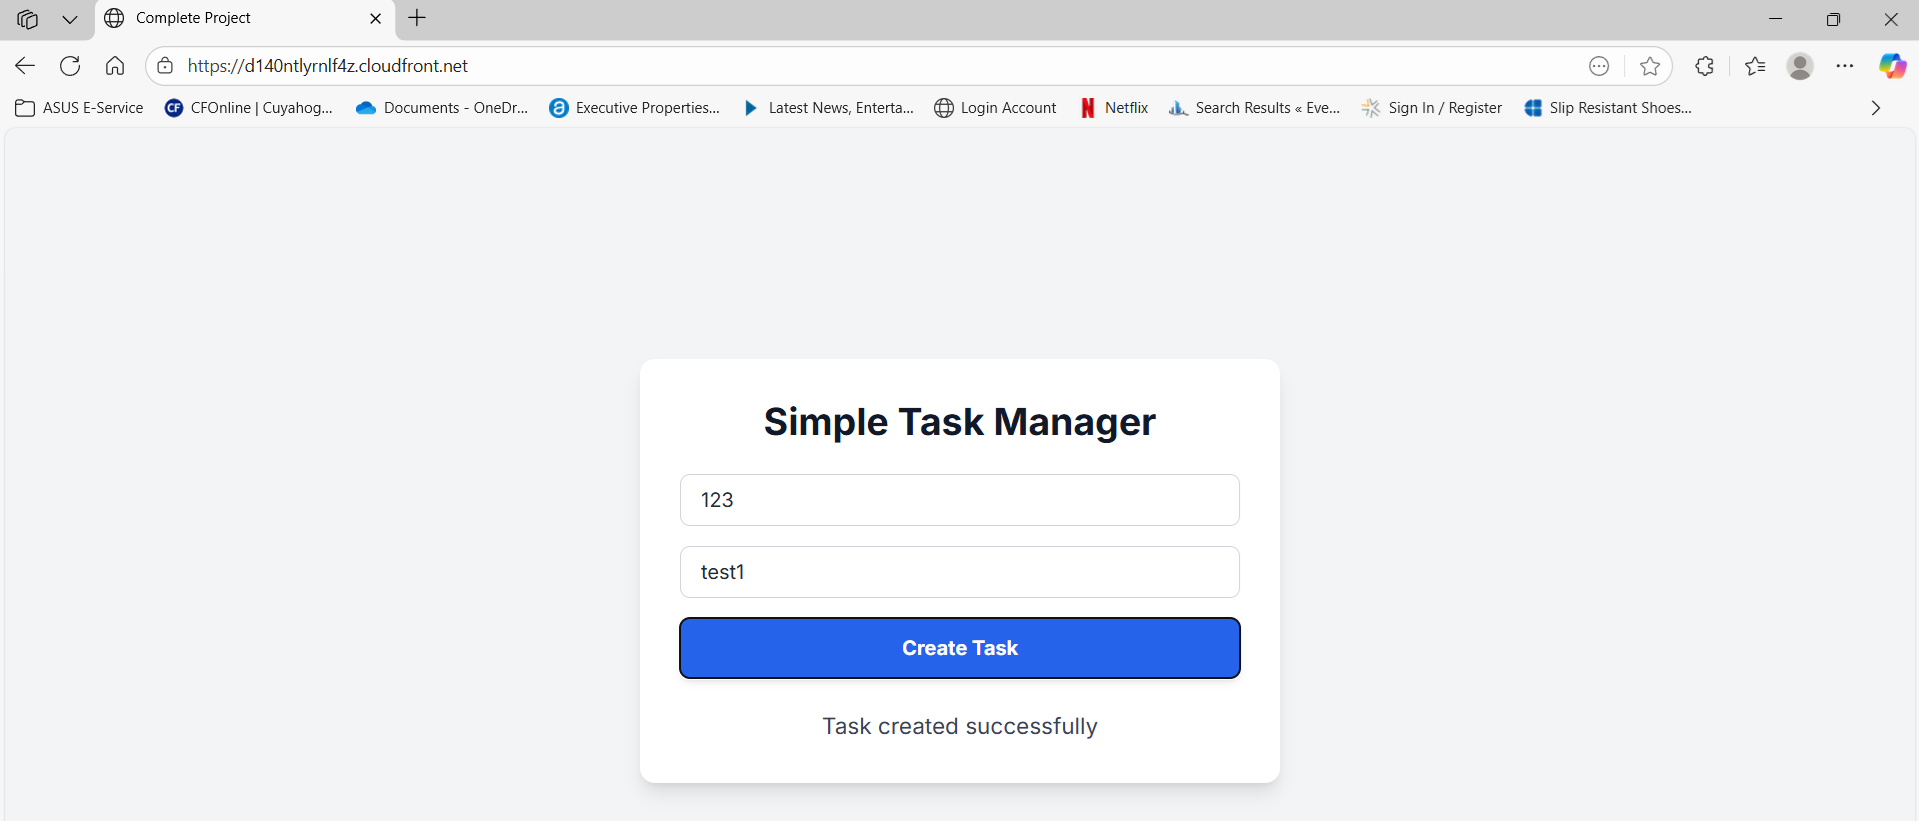 Complete Project
https://d140ntlyrnlf4z.cloudfront.net
ASUS E-Service
CF CFOnline | Cuyahog...
Documents - OneDr...
a Executive Properties...
Latest News, Enterta...
Login Account
N Netflix
Search Results « Eve...
Sign In / Register
Slip Resistant Shoes...
Simple Task Manager
123
test1
Create Task
Task created successfully